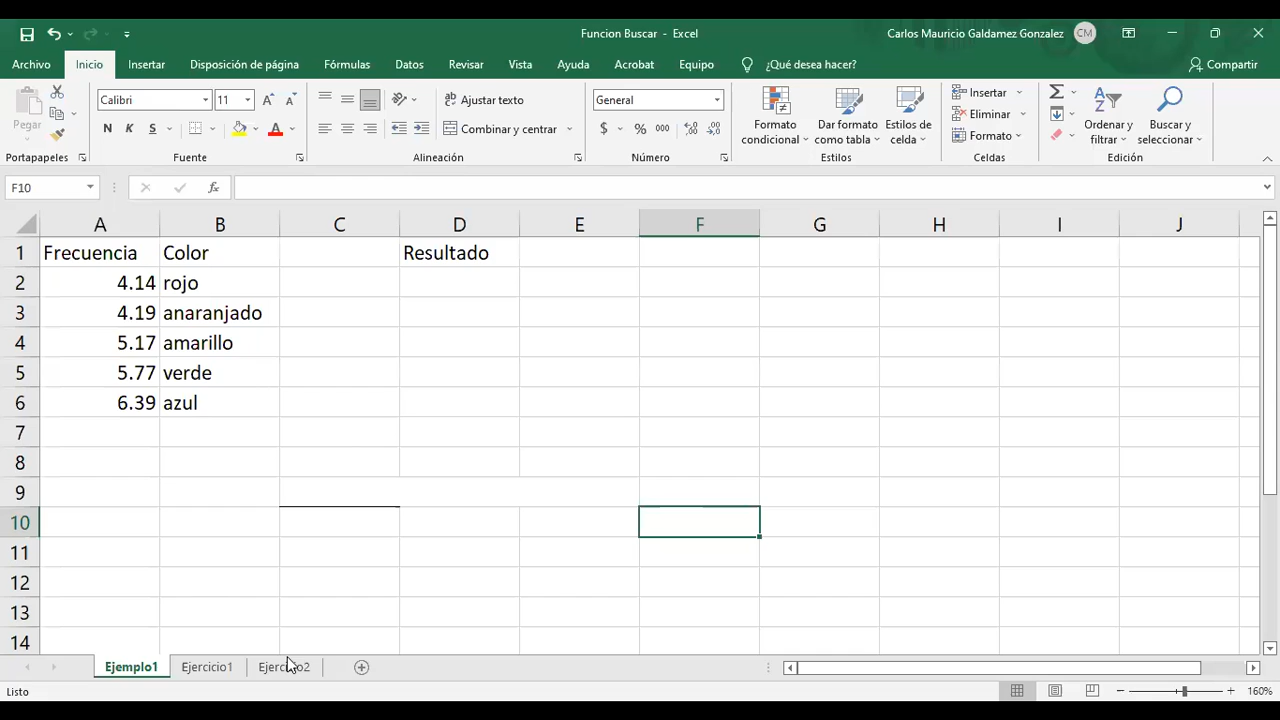 Funcion Buscar - Excel
Carlos Mauricio Galdamez Gonzalez CM
Archivo Inicio Insertar Disposición de página Fórmulas Datos Revisar Vista Ayuda Acrobat Equipo ¿Qué desea hacer? Compartir
Pegar
Calibri 11
N K S
Ajustar texto
Combinar y centrar
General
$ % 000
Formato condicional
Dar formato como tabla
Estilos de celda
Insertar
Eliminar
Formato
Ordenar y filtrar
Buscar y seleccionar
Portapapeles Fuente Alineación Número Estilos Celdas Edición
F10 fx
A B C D E F G H I J
1 Frecuencia Color Resultado
2 4.14 rojo
3 4.19 anaranjado
4 5.17 amarillo
5 5.77 verde
6 6.39 azul
7
8
9
10
11
12
13
14
Ejemplo1 Ejercicio1 Ejercicio2
Listo 160%